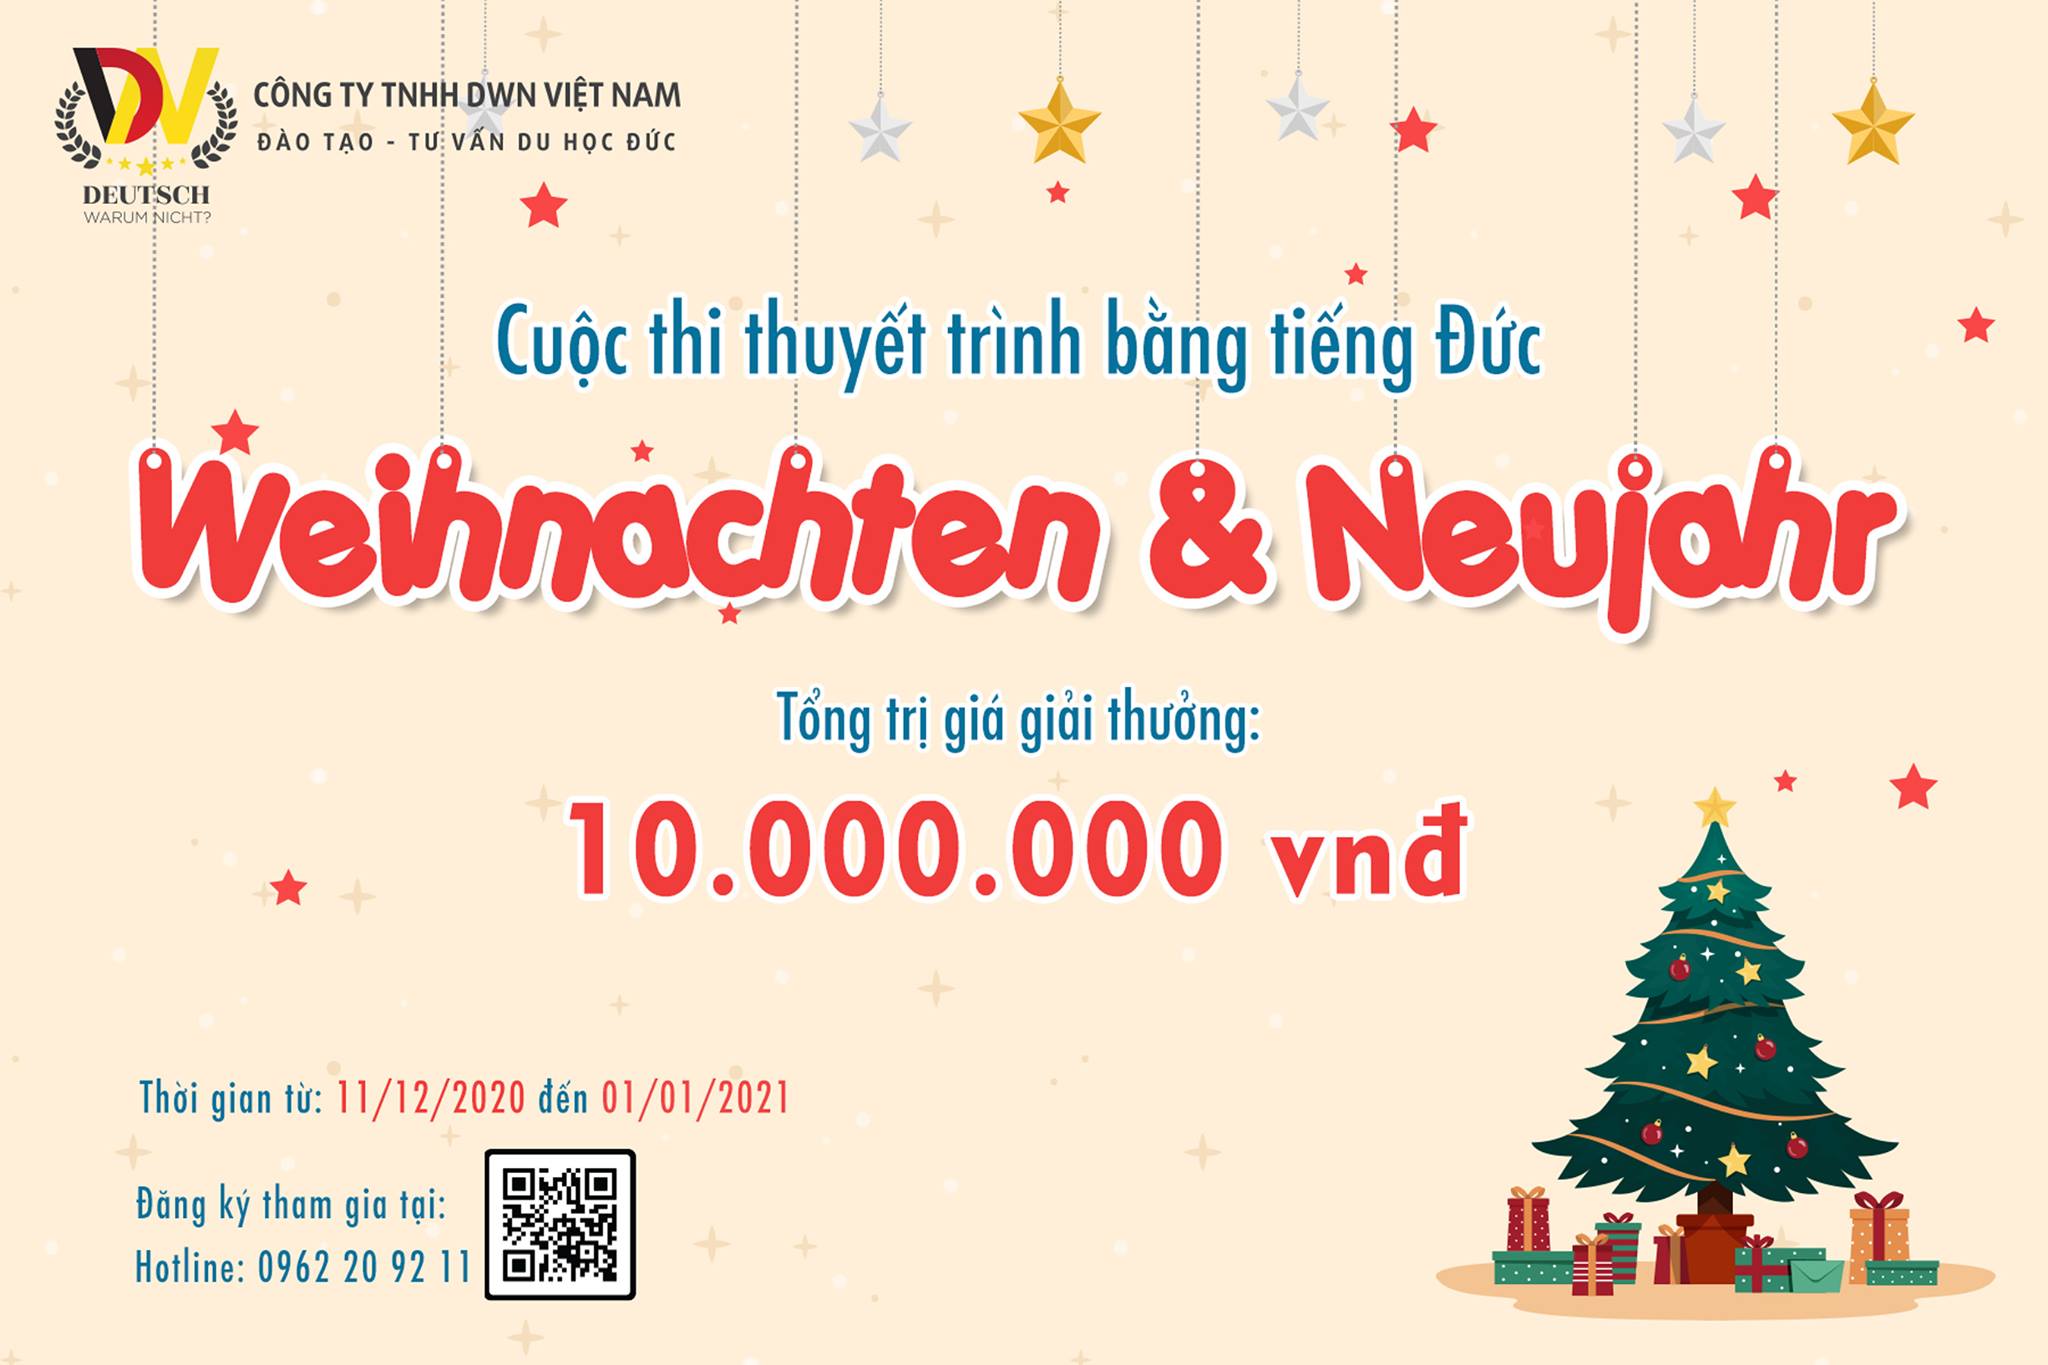 CÔNG TY TNHH DWN VIỆT NAM
ĐÀO TẠO - TƯ VẤN DU HỌC ĐỨC
DEUTSCH
WARUM NICHT?
Cuộc thi thuyết trình bằng tiếng Đức
Weihnachten & Neujahr
Tổng trị giá giải thưởng:
10.000.000 vnđ
Thời gian từ: 11/12/2020 đến 01/01/2021
Đăng ký tham gia tại:
Hotline: 0962 20 92 11